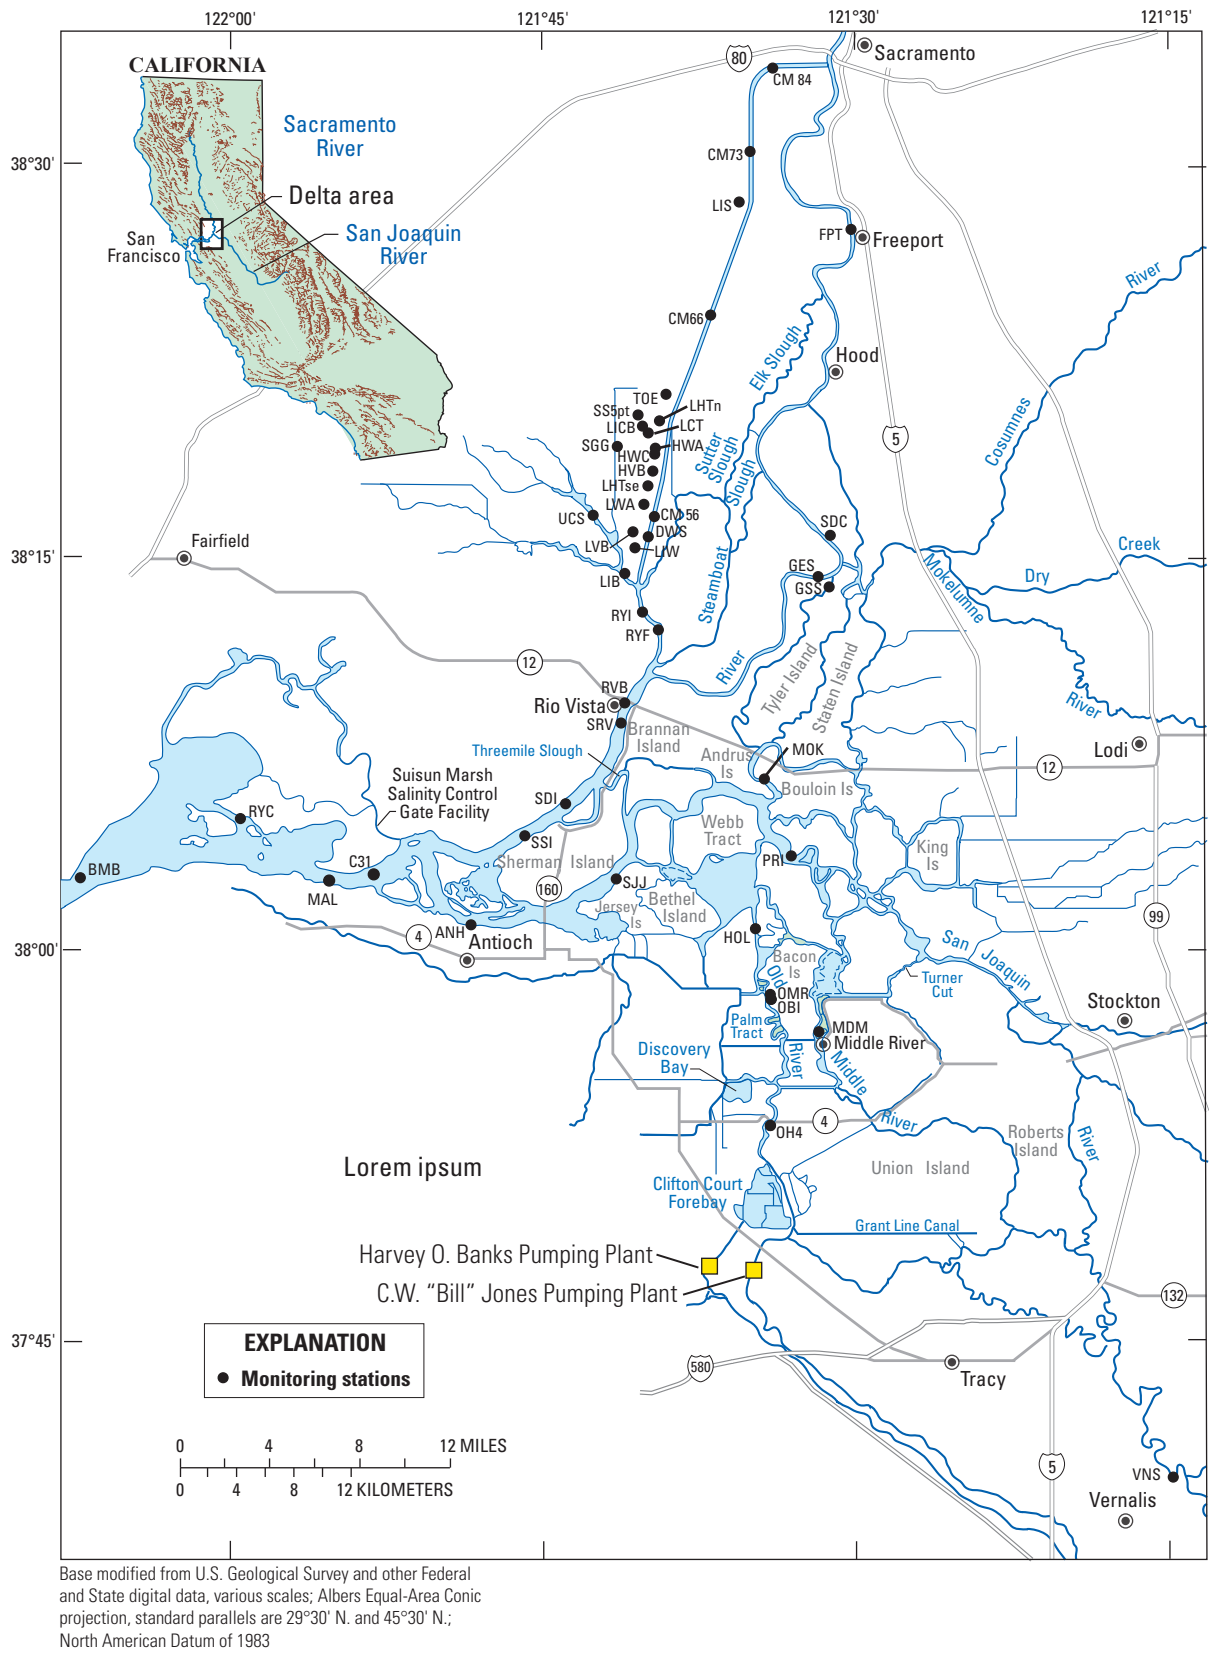 122°00'
121°45'
121°30'
121°15'
CALIFORNIA
80
Sacramento
CM 84
Sacramento
River
38°30'
CM73
Delta area
LIS
San
Francisco
San Joaquin
River
FPT
Freeport
River
CM66
Elk Slough
Hood
TOE
LHTn
SS5pt
LICB
LCT
SGG
HWA
HWC
HVB
LHTse
LWA
Sutter
Slough
Slough
Steamboat
5
Cosumnes
UCS
CM 56
SDC
DWS
LVB
LIW
38°15'
Fairfield
LIB
GES
GSS
Mokelumne
Dry
Creek
RYI
RYF
River
12
Tyler Island
Staten Island
River
RVB
Rio Vista
SRV
Brannan
Island
Threemile Slough
Andrus
Is
MOK
Lodi
12
Suisun Marsh
Salinity Control
Gate Facility
Bouloin Is
SDI
RYC
Webb
Tract
SSI
King
Is
Sherman Island
PRI
BMB
C31
MAL
160
SJJ
Bethel
Island
Jersey
Is
99
ANH
4
Antioch
HOL
38°00'
San
Joaquin
Bacon
Is
Old
Turner
Cut
OMR
OBI
Stockton
Palm
Tract
MDM
Middle River
Discovery
Bay
River
Middle
River
4
OH4
Roberts
Island
River
Lorem ipsum
Union Island
Clifton Court
Forebay
Grant Line Canal
Harvey O. Banks Pumping Plant
C.W. “Bill” Jones Pumping Plant
132
37°45'
EXPLANATION
Monitoring stations
580
Tracy
0 4 8 12 MILES
0 4 8 12 KILOMETERS
5
VNS
Vernalis
Base modified from U.S. Geological Survey and other Federal
and State digital data, various scales; Albers Equal-Area Conic
projection, standard parallels are 29°30' N. and 45°30' N.;
North American Datum of 1983